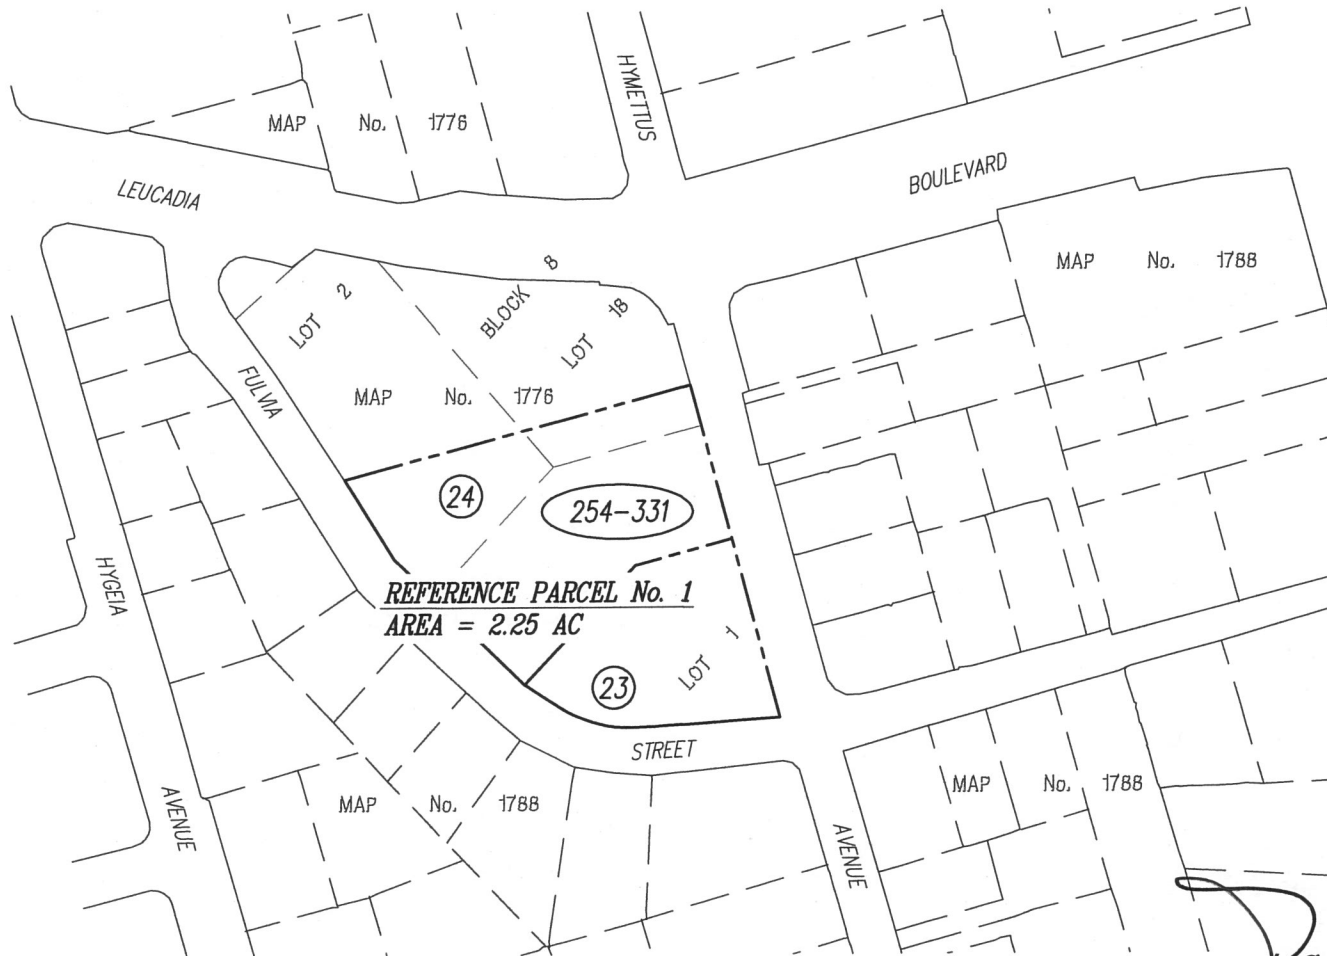 HYMETTUS
MAP No. 1776
LEUCADIA
BOULEVARD
MAP No. 1788
BLOCK 8
LOT 2
LOT 18
FULVIA
MAP No. 1776
24
254-331
HYGEIA
REFERENCE PARCEL No. 1
AREA = 2.25 AC
LOT 1
23
STREET
MAP No. 1788
MAP No. 1788
AVENUE
AVENUE